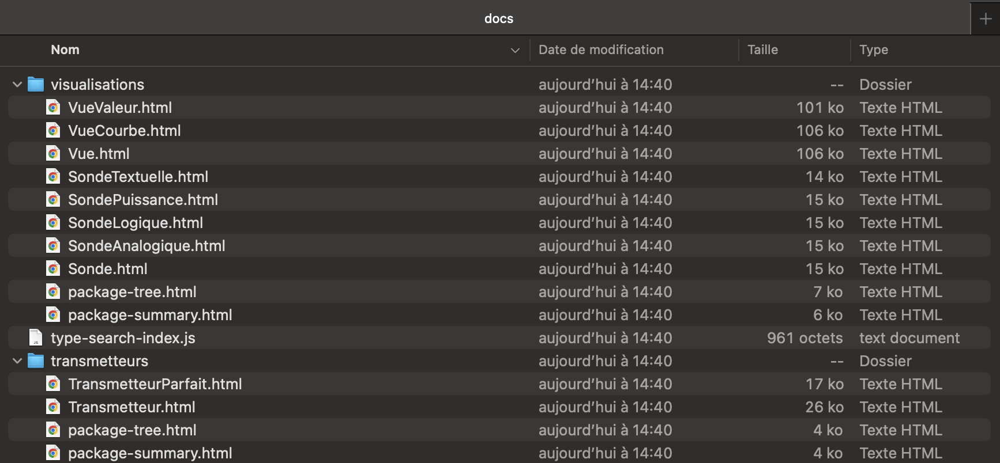 docs
Nom Date de modification Taille Type
visualisations aujourd’hui à 14:40 -- Dossier
VueValeur.html aujourd’hui à 14:40 101 ko Texte HTML
VueCourbe.html aujourd’hui à 14:40 106 ko Texte HTML
Vue.html aujourd’hui à 14:40 106 ko Texte HTML
SondeTextuelle.html aujourd’hui à 14:40 14 ko Texte HTML
SondePuissance.html aujourd’hui à 14:40 15 ko Texte HTML
SondeLogique.html aujourd’hui à 14:40 15 ko Texte HTML
SondeAnalogique.html aujourd’hui à 14:40 15 ko Texte HTML
Sonde.html aujourd’hui à 14:40 15 ko Texte HTML
package-tree.html aujourd’hui à 14:40 7 ko Texte HTML
package-summary.html aujourd’hui à 14:40 6 ko Texte HTML
JS type-search-index.js aujourd’hui à 14:40 961 octets text document
transmetteurs aujourd’hui à 14:40 -- Dossier
TransmetteurParfait.html aujourd’hui à 14:40 17 ko Texte HTML
Transmetteur.html aujourd’hui à 14:40 26 ko Texte HTML
package-tree.html aujourd’hui à 14:40 4 ko Texte HTML
package-summary.html aujourd’hui à 14:40 4 ko Texte HTML